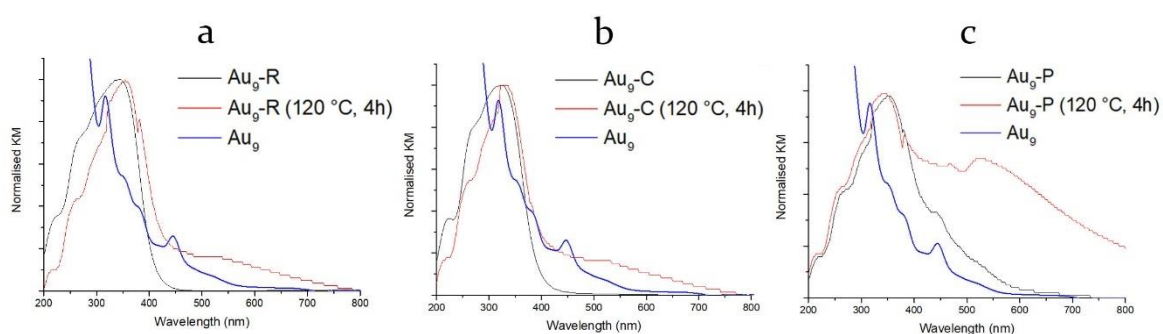 a
Au₉-R
Au₉-R (120 °C, 4h)
Au₉
Normalised KM
200 300 400 500 600 700 800
Wavelength (nm)
b
Au₉-C
Au₉-C (120 °C, 4h)
Au₉
Normalised KM
200 300 400 500 600 700 800
Wavelength (nm)
c
Au₉-P
Au₉-P (120 °C, 4h)
Au₉
Normalised KM
200 300 400 500 600 700 800
Wavelength (nm)